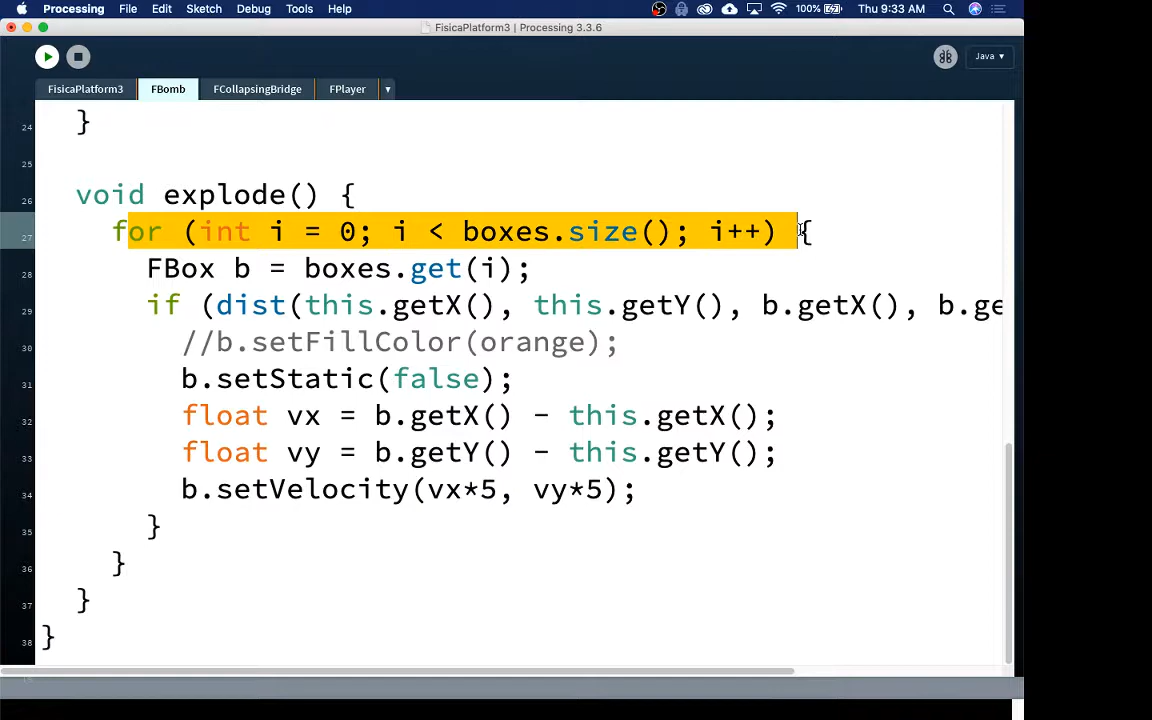 Processing File Edit Sketch Debug Tools Help 100% Thu 9:33 AM
FisicaPlatform3 | Processing 3.3.6
Java ▾
FisicaPlatform3 FBomb FCollapsingBridge FPlayer ▾
24 }
25
26 void explode() {
27 for (int i = 0; i < boxes.size(); i++) {
28 FBox b = boxes.get(i);
29 if (dist(this.getX(), this.getY(), b.getX(), b.ge
30 //b.setFillColor(orange);
31 b.setStatic(false);
32 float vx = b.getX() - this.getX();
33 float vy = b.getY() - this.getY();
34 b.setVelocity(vx*5, vy*5);
35 }
36 }
37 }
38 }